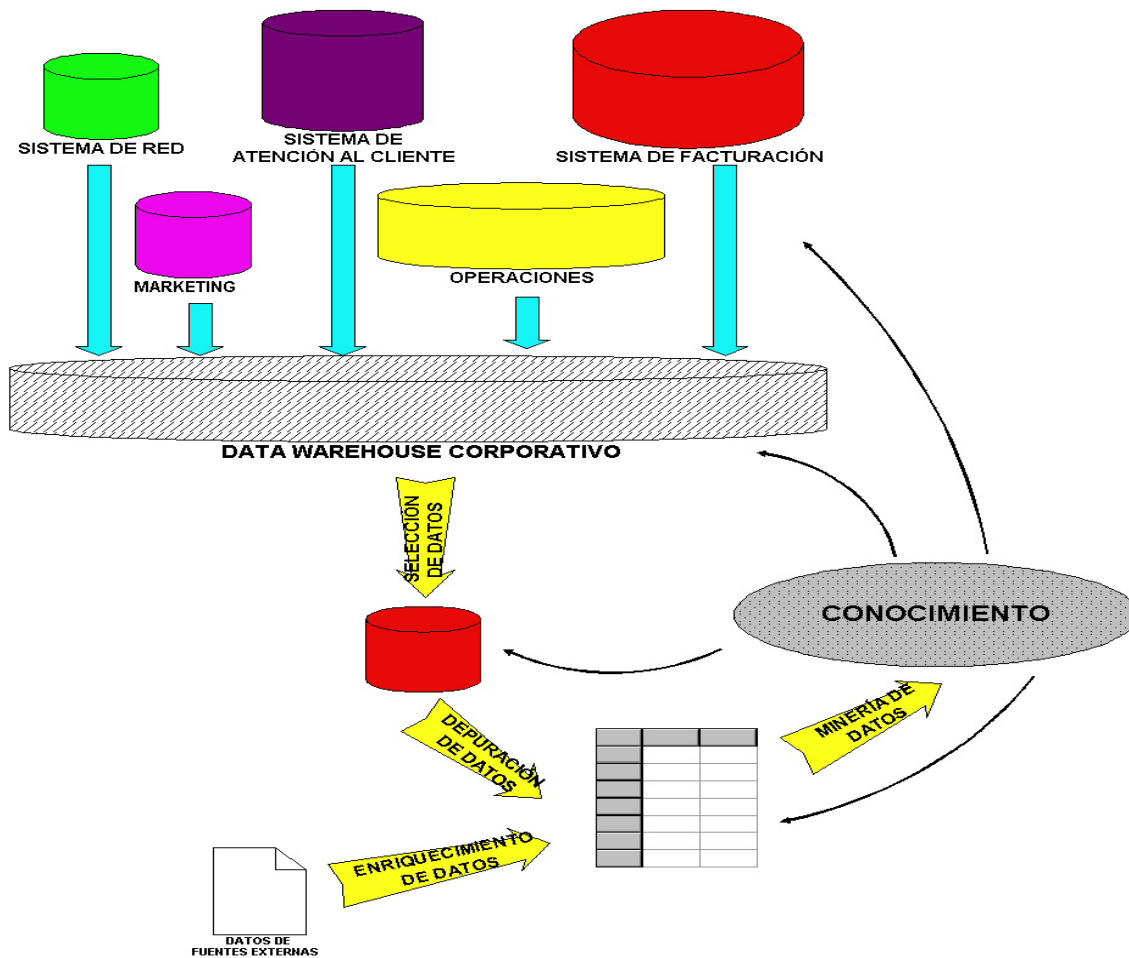 SISTEMA DE RED
SISTEMA DE
ATENCIÓN AL CLIENTE
SISTEMA DE FACTURACIÓN
MARKETING
OPERACIONES
DATA WAREHOUSE CORPORATIVO
SELECCIÓN
DE DATOS
CONOCIMIENTO
DEPURACIÓN
DE DATOS
MINERÍA DE
DATOS
ENRIQUECIMIENTO
DE DATOS
DATOS DE
FUENTES EXTERNAS